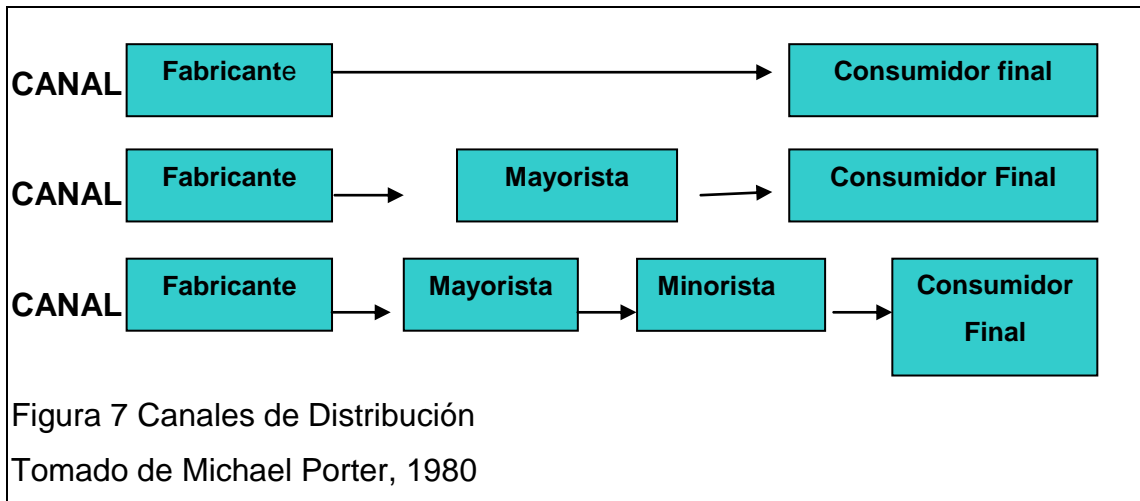 CANAL Fabricante Consumidor final
CANAL Fabricante Mayorista Consumidor Final
CANAL Fabricante Mayorista Minorista Consumidor
Final
Figura 7 Canales de Distribución
Tomado de Michael Porter, 1980